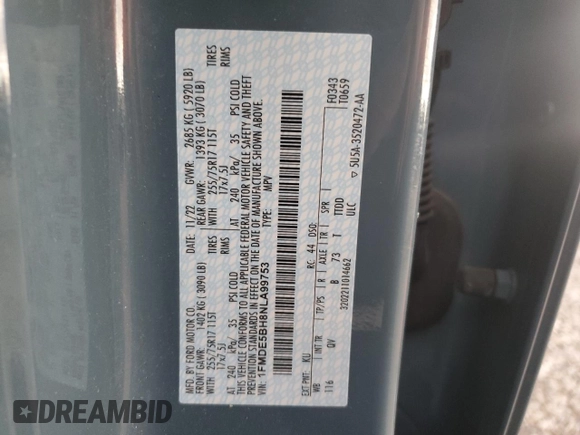 MFD. BY FORD MOTOR CO.
DATE: 11/22 GVWR: 2685 KG ( 5920 LB)
FRONT GAWR: 1402 KG ( 3090 LB) REAR GAWR: 1393 KG ( 3070 LB)
WITH 255/75R17 115T TIRES WITH 255/75R17 115T TIRES
17x7.5J RIMS 17x7.5J RIMS
AT 240 kPa/ 35 PSI COLD AT 240 kPa/ 35 PSI COLD
THIS VEHICLE CONFORMS TO ALL APPLICABLE FEDERAL MOTOR VEHICLE SAFETY AND THEFT
PREVENTION STANDARDS IN EFFECT ON THE DATE OF MANUFACTURE SHOWN ABOVE.
VIN: 1FMDE5BH8NLA99753 TYPE: MPV
F0343
T0659
EXT PNT: KU RC: 44 DSO:
WB INT TR TP/PS R AXLE TR SPR
116 QV B 73 T TTDD
ULC
3202211014662 5U5A-3520472-AA
DREAMBID